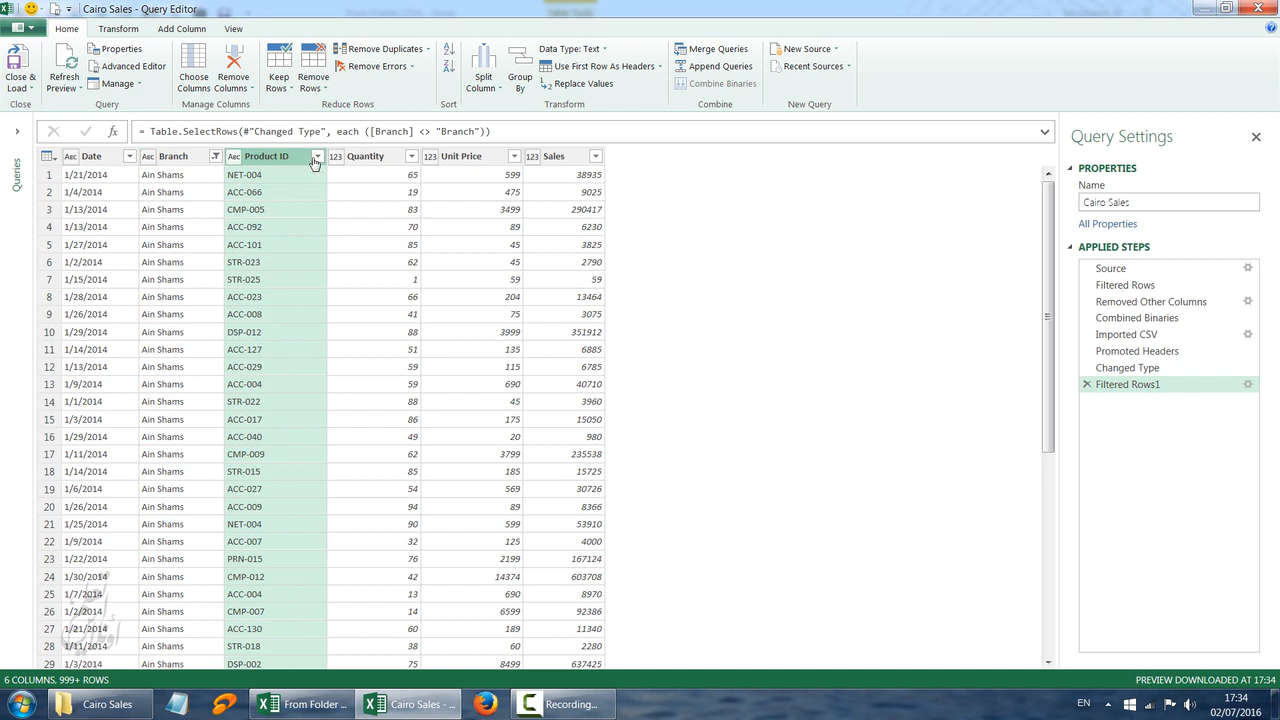 Cairo Sales - Query Editor
Home Transform Add Column View
Close & Load
Close
Refresh Preview
Properties
Advanced Editor
Manage
Query
Choose Columns
Remove Columns
Manage Columns
Keep Rows
Remove Rows
Remove Duplicates
Remove Errors
Reduce Rows
Sort
Split Column
Group By
Data Type: Text
Use First Row As Headers
Replace Values
Transform
Merge Queries
Append Queries
Combine Binaries
Combine
New Source
Recent Sources
New Query
Queries
= Table.SelectRows(#"Changed Type", each ([Branch] <> "Branch"))
ABC Date ABC Branch ABC Product ID 123 Quantity 123 Unit Price 123 Sales
1 1/21/2014 Ain Shams NET-004 65 599 38935
2 1/4/2014 Ain Shams ACC-066 19 475 9025
3 1/13/2014 Ain Shams CMP-005 83 3499 290417
4 1/13/2014 Ain Shams ACC-092 70 89 6230
5 1/27/2014 Ain Shams ACC-101 85 45 3825
6 1/2/2014 Ain Shams STR-023 62 45 2790
7 1/15/2014 Ain Shams STR-025 1 59 59
8 1/28/2014 Ain Shams ACC-023 66 204 13464
9 1/26/2014 Ain Shams ACC-008 41 75 3075
10 1/29/2014 Ain Shams DSP-012 88 3999 351912
11 1/14/2014 Ain Shams ACC-127 51 135 6885
12 1/13/2014 Ain Shams ACC-029 59 115 6785
13 1/9/2014 Ain Shams ACC-004 59 690 40710
14 1/1/2014 Ain Shams STR-022 88 45 3960
15 1/3/2014 Ain Shams ACC-017 86 175 15050
16 1/29/2014 Ain Shams ACC-040 49 20 980
17 1/11/2014 Ain Shams CMP-009 62 3799 235538
18 1/14/2014 Ain Shams STR-015 85 185 15725
19 1/6/2014 Ain Shams ACC-027 54 569 30726
20 1/26/2014 Ain Shams ACC-009 94 89 8366
21 1/25/2014 Ain Shams NET-004 90 599 53910
22 1/9/2014 Ain Shams ACC-007 32 125 4000
23 1/22/2014 Ain Shams PRN-015 76 2199 167124
24 1/30/2014 Ain Shams CMP-012 42 14374 603708
25 1/7/2014 Ain Shams ACC-004 13 690 8970
26 1/2/2014 Ain Shams CMP-007 14 6599 92386
27 1/21/2014 Ain Shams ACC-130 60 189 11340
28 1/11/2014 Ain Shams STR-018 38 60 2280
29 1/3/2014 Ain Shams DSP-002 75 8499 637425
Query Settings
PROPERTIES
Name
Cairo Sales
All Properties
APPLIED STEPS
Source
Filtered Rows
Removed Other Columns
Combined Binaries
Imported CSV
Promoted Headers
Changed Type
Filtered Rows1
6 COLUMNS, 999+ ROWS
PREVIEW DOWNLOADED AT 17:34
Cairo Sales
From Folder ...
Cairo Sales - ...
Recording...
EN
17:34
02/07/2016